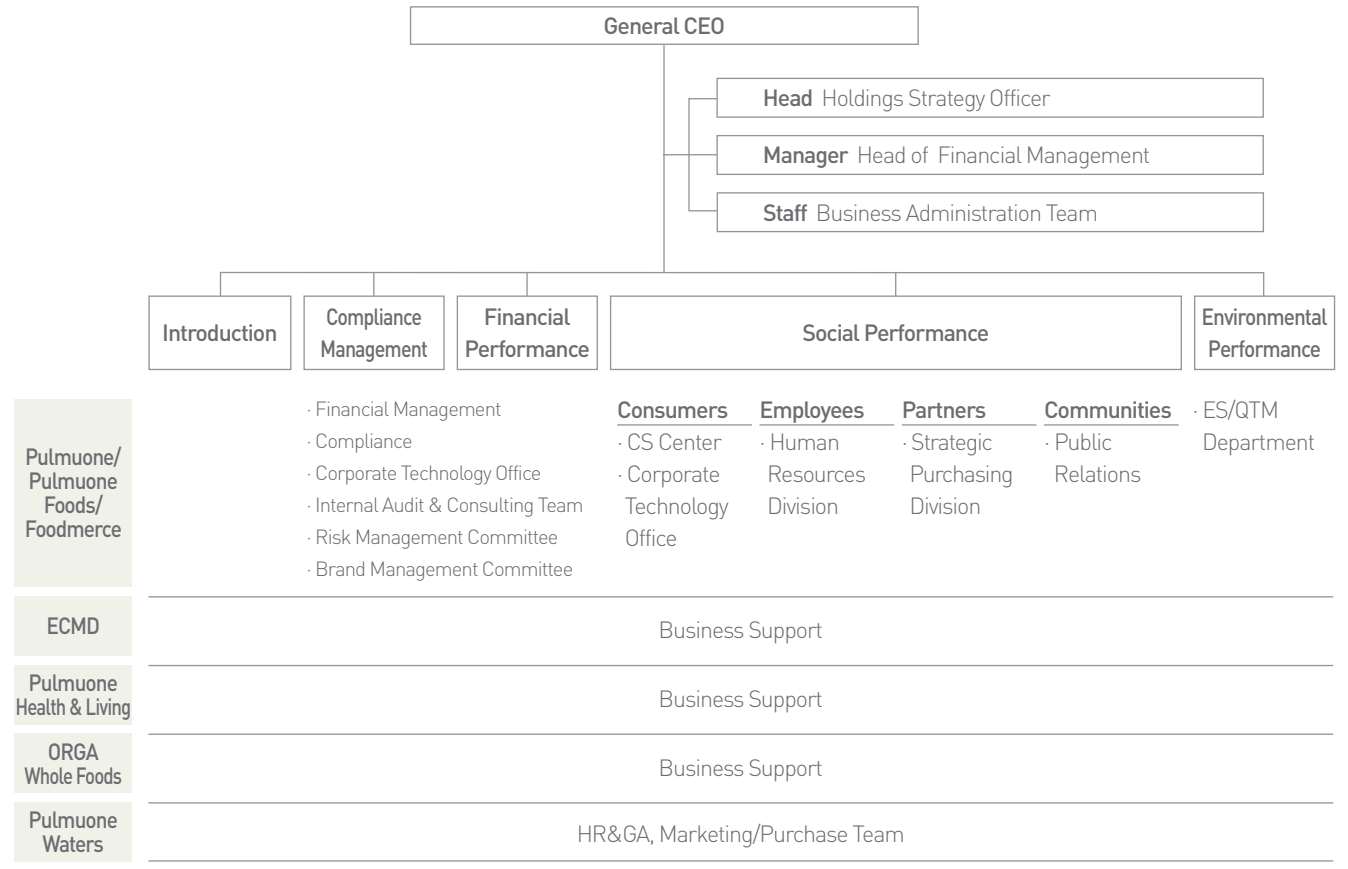 General CEO
Head Holdings Strategy Officer
Manager Head of Financial Management
Staff Business Administration Team
Introduction
Compliance
Management
Financial
Performance
Social Performance
Environmental
Performance
Pulmuone/
Pulmuone
Foods/
Foodmerce
· Financial Management
· Compliance
· Corporate Technology Office
· Internal Audit & Consulting Team
· Risk Management Committee
· Brand Management Committee
Consumers
· CS Center
· Corporate
Technology
Office
Employees
· Human
Resources
Division
Partners
· Strategic
Purchasing
Division
Communities
· Public
Relations
· ES/QTM
Department
ECMD
Business Support
Pulmuone
Health & Living
Business Support
ORGA
Whole Foods
Business Support
Pulmuone
Waters
HR&GA, Marketing/Purchase Team